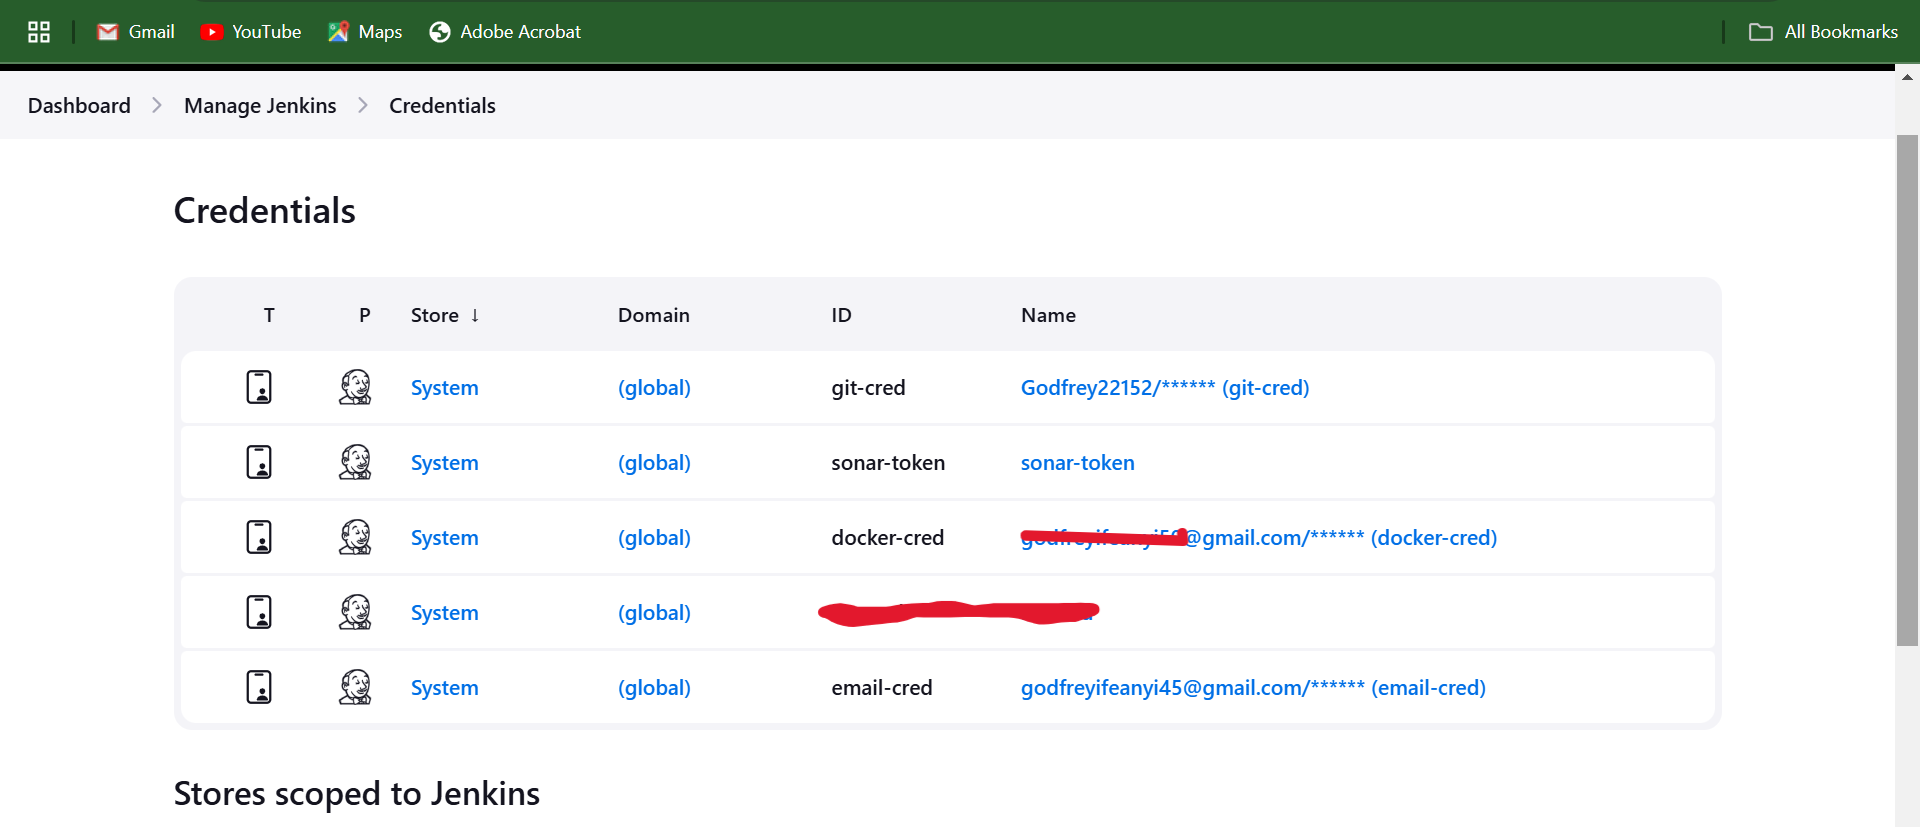 Gmail YouTube Maps Adobe Acrobat All Bookmarks
Dashboard Manage Jenkins Credentials
Credentials
T P Store ↓ Domain ID Name
System (global) git-cred Godfrey22152/****** (git-cred)
System (global) sonar-token sonar-token
System (global) docker-cred @gmail.com/****** (docker-cred)
System (global)
System (global) email-cred godfreyifeanyi45@gmail.com/****** (email-cred)
Stores scoped to Jenkins